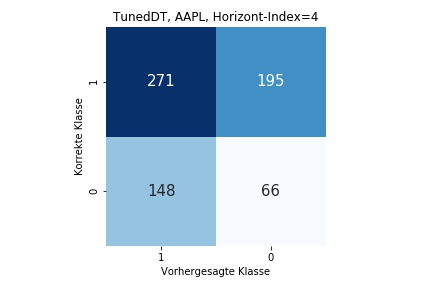 TunedDT, AAPL, Horizont-Index=4
Korrekte Klasse
1
271
195
0
148
66
1
0
Vorhergesagte Klasse